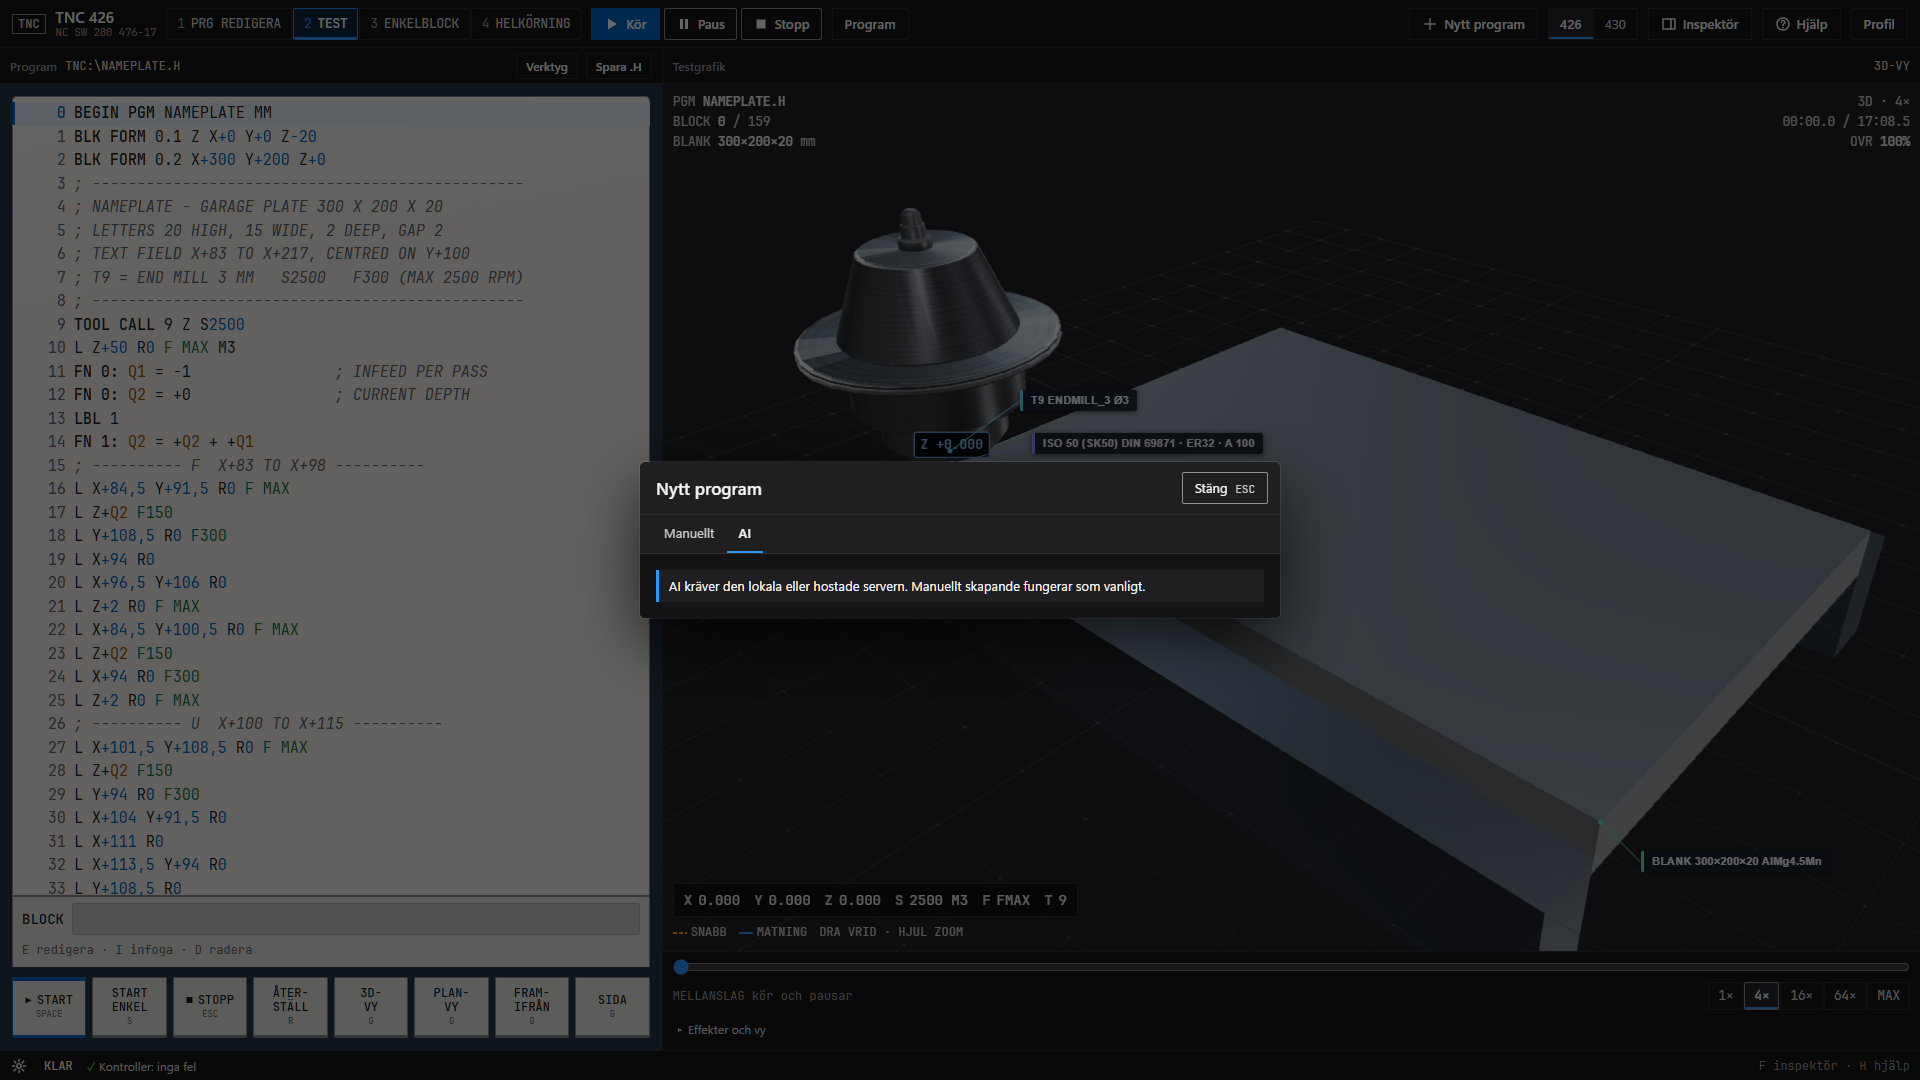 TNC TNC 426 NC SW 280 476-17 1 PRG REDIGERA 2 TEST 3 ENKELBLOCK 4 HELKÖRNING Kör Paus Stopp Program Nytt program 426 430 Inspektör Hjälp Profil
Program TNC:\NAMEPLATE.H Verktyg Spara .H
Testgrafik 3D-VY
0 BEGIN PGM NAMEPLATE MM
1 BLK FORM 0.1 Z X+0 Y+0 Z-20
2 BLK FORM 0.2 X+300 Y+200 Z+0
3 ; ------------------------------------------------
4 ; NAMEPLATE - GARAGE PLATE 300 X 200 X 20
5 ; LETTERS 20 HIGH, 15 WIDE, 2 DEEP, GAP 2
6 ; TEXT FIELD X+83 TO X+217, CENTRED ON Y+100
7 ; T9 = END MILL 3 MM   S2500   F300 (MAX 2500 RPM)
8 ; ------------------------------------------------
9 TOOL CALL 9 Z S2500
10 L Z+50 R0 F MAX M3
11 FN 0: Q1 = -1 ; INFEED PER PASS
12 FN 0: Q2 = +0 ; CURRENT DEPTH
13 LBL 1
14 FN 1: Q2 = +Q2 + +Q1
15 ; ---------- F  X+83 TO X+98 ----------
16 L X+84,5 Y+91,5 R0 F MAX
17 L Z+Q2 F150
18 L Y+108,5 R0 F300
19 L X+94 R0
20 L X+96,5 Y+106 R0
21 L Z+2 R0 F MAX
22 L X+84,5 Y+100,5 R0 F MAX
23 L Z+Q2 F150
24 L X+94 R0 F300
25 L Z+2 R0 F MAX
26 ; ---------- U  X+100 TO X+115 ----------
27 L X+101,5 Y+108,5 R0 F MAX
28 L Z+Q2 F150
29 L Y+94 R0 F300
30 L X+104 Y+91,5 R0
31 L X+111 R0
32 L X+113,5 Y+94 R0
33 L Y+108,5 R0
BLOCK
E redigera · I infoga · D radera
START SPACE
START ENKEL S
STOPP ESC
ÅTER-STÄLL R
3D-VY G
PLAN-VY G
FRAM-IFRÅN G
SIDA G
PGM NAMEPLATE.H
BLOCK 0 / 159
BLANK 300×200×20 mm
3D · 4×
00:00.0 / 17:08.5
OVR 100%
T9 ENDMILL_3 Ø3
Z +0.000
ISO 50 (SK50) DIN 69871 · ER32 · A 100
Nytt program Stäng ESC
Manuellt AI
AI kräver den lokala eller hostade servern. Manuellt skapande fungerar som vanligt.
BLANK 300×200×20 AlMg4.5Mn
X 0.000 Y 0.000 Z 0.000 S 2500 M3 F FMAX T 9
SNABB MATNING DRA VRID · HJUL ZOOM
MELLANSLAG kör och pausar 1× 4× 16× 64× MAX
Effekter och vy
KLAR ✓ Kontroller: inga fel F inspektör · H hjälp